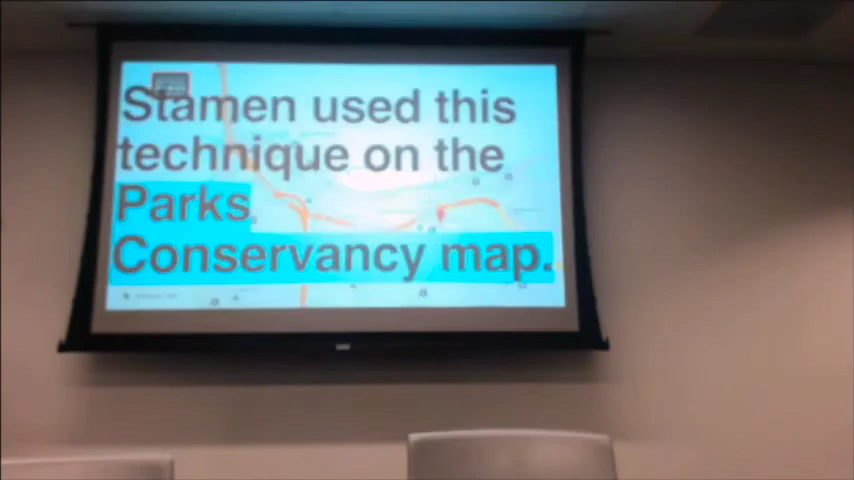 Stamen used this
technique on the
Parks
Conservancy map.